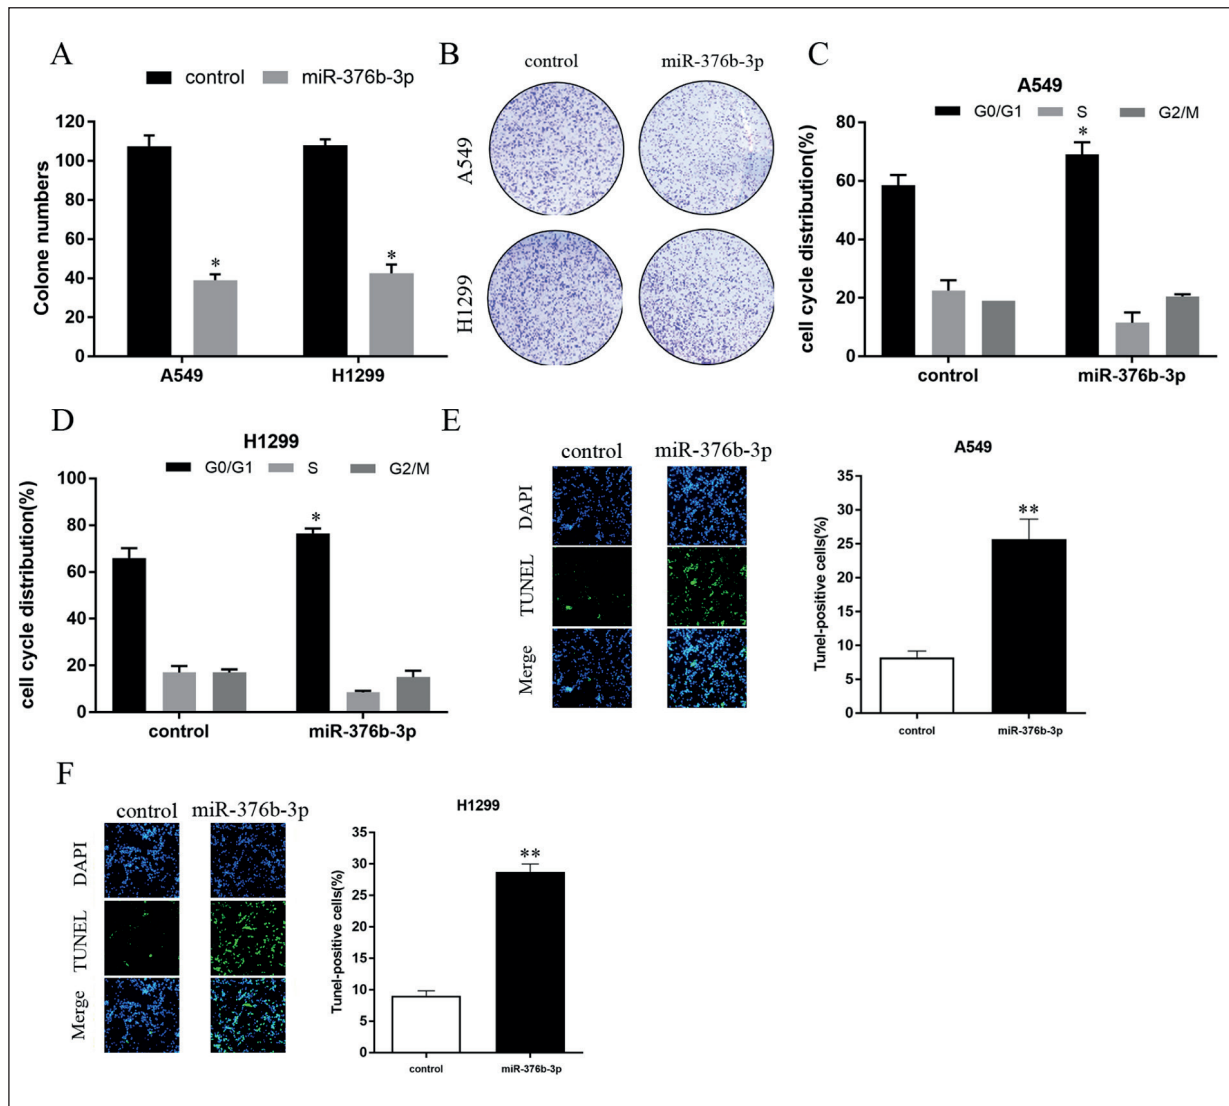 A
control miR-376b-3p
Colone numbers
120
100
80
60
40
20
0
*
*
A549 H1299
B
control miR-376b-3p
A549
H1299
C
A549
G0/G1 S G2/M
cell cycle distribution(%)
80
60
40
20
0
*
control miR-376b-3p
D
H1299
G0/G1 S G2/M
cell cycle distribution(%)
100
80
60
40
20
0
*
control miR-376b-3p
E
control miR-376b-3p
DAPI
TUNEL
Merge
A549
Tunel-positive cells(%)
35
30
25
20
15
10
5
0
**
control miR-376b-3p
F
control miR-376b-3p
DAPI
TUNEL
Merge
H1299
Tunel-positive cells(%)
35
30
25
20
15
10
5
0
**
control miR-376b-3p